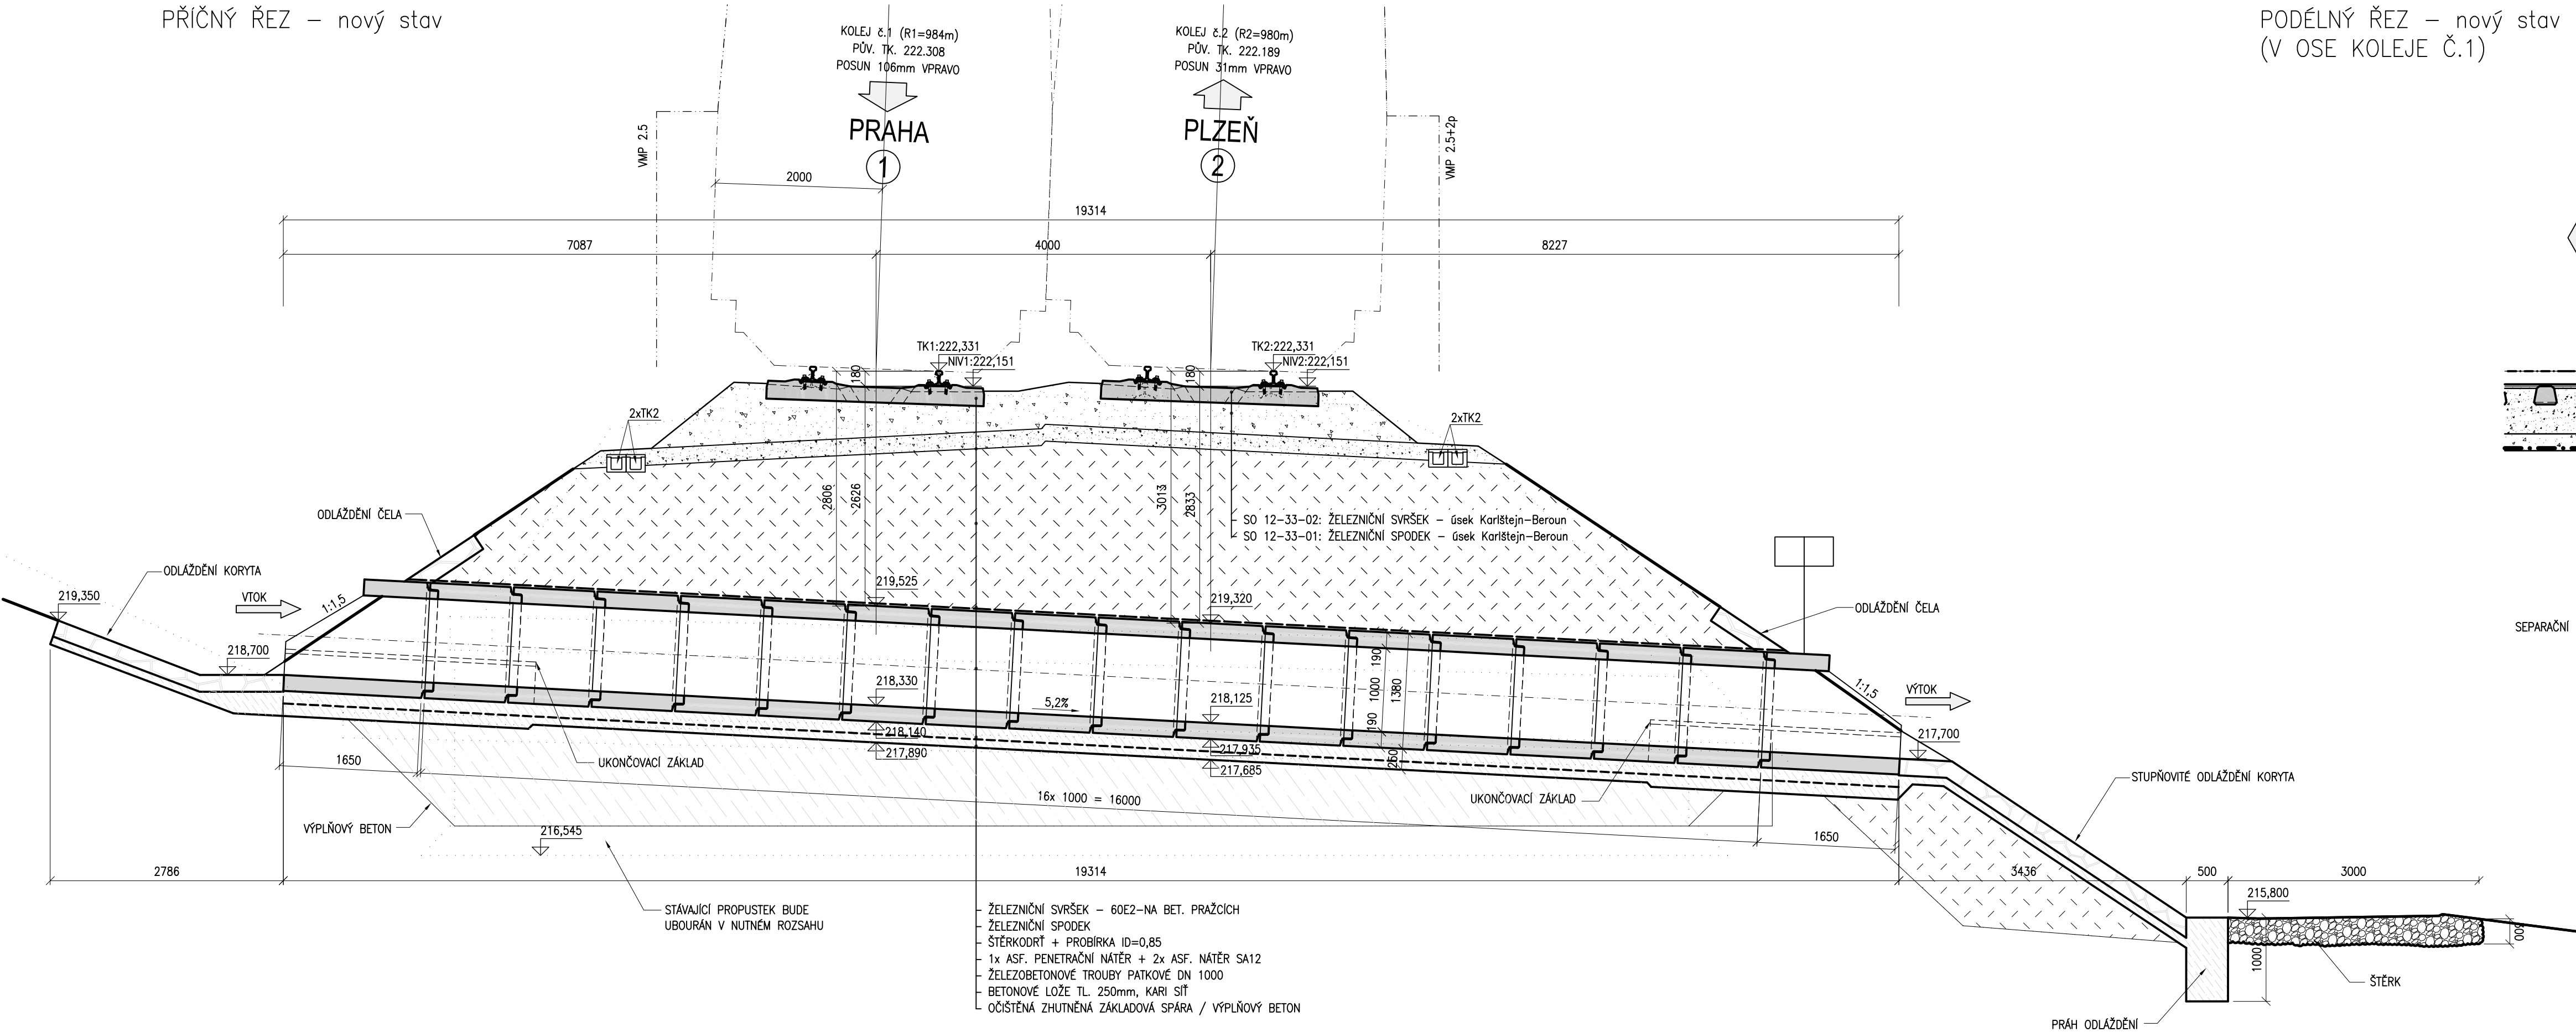 PŘÍČNÝ ŘEZ – nový stav
PODÉLNÝ ŘEZ – nový stav
(V OSE KOLEJE Č.1)
KOLEJ č.1 (R1=984m)
PŮV. TK. 222.308
POSUN 106mm VPRAVO
PRAHA
1
KOLEJ č.2 (R2=980m)
PŮV. TK. 222.189
POSUN 31mm VPRAVO
PLZEŇ
2
VMP 2.5
VMP 2.5+2p
2000
19314
7087
4000
8227
TK1:222,331
NIV1:222,151
180
TK2:222,331
NIV2:222,151
180
2xTK2
2xTK2
2806
2626
3013
2833
SO 12-33-02: ŽELEZNIČNÍ SVRŠEK – úsek Karlštejn-Beroun
SO 12-33-01: ŽELEZNIČNÍ SPODEK – úsek Karlštejn-Beroun
ODLÁŽDĚNÍ ČELA
ODLÁŽDĚNÍ KORYTA
VTOK
1:1,5
219,350
218,700
219,525
219,320
ODLÁŽDĚNÍ ČELA
SEPARAČNÍ
218,330
218,140
217,890
5,2%
218,125
217,935
217,685
190
1000
190
1380
260
1:1,5
VÝTOK
217,700
1650
UKONČOVACÍ ZÁKLAD
16x 1000 = 16000
UKONČOVACÍ ZÁKLAD
STUPŇOVITÉ ODLÁŽDĚNÍ KORYTA
VÝPLŇOVÝ BETON
216,545
1650
2786
19314
3436
500
3000
215,800
STÁVAJÍCÍ PROPUSTEK BUDE
UBOURÁN V NUTNÉM ROZSAHU
ŽELEZNIČNÍ SVRŠEK – 60E2-NA BET. PRAŽCÍCH
ŽELEZNIČNÍ SPODEK
ŠTĚRKODRŤ + PROBÍRKA ID=0,85
1x ASF. PENETRAČNÍ NÁTĚR + 2x ASF. NÁTĚR SA12
ŽELEZOBETONOVÉ TROUBY PATKOVÉ DN 1000
BETONOVÉ LOŽE TL. 250mm, KARI SÍŤ
OČIŠTĚNÁ ZHUTNĚNÁ ZÁKLADOVÁ SPÁRA / VÝPLŇOVÝ BETON
1000
ŠTĚRK
PRÁH ODLÁŽDĚNÍ